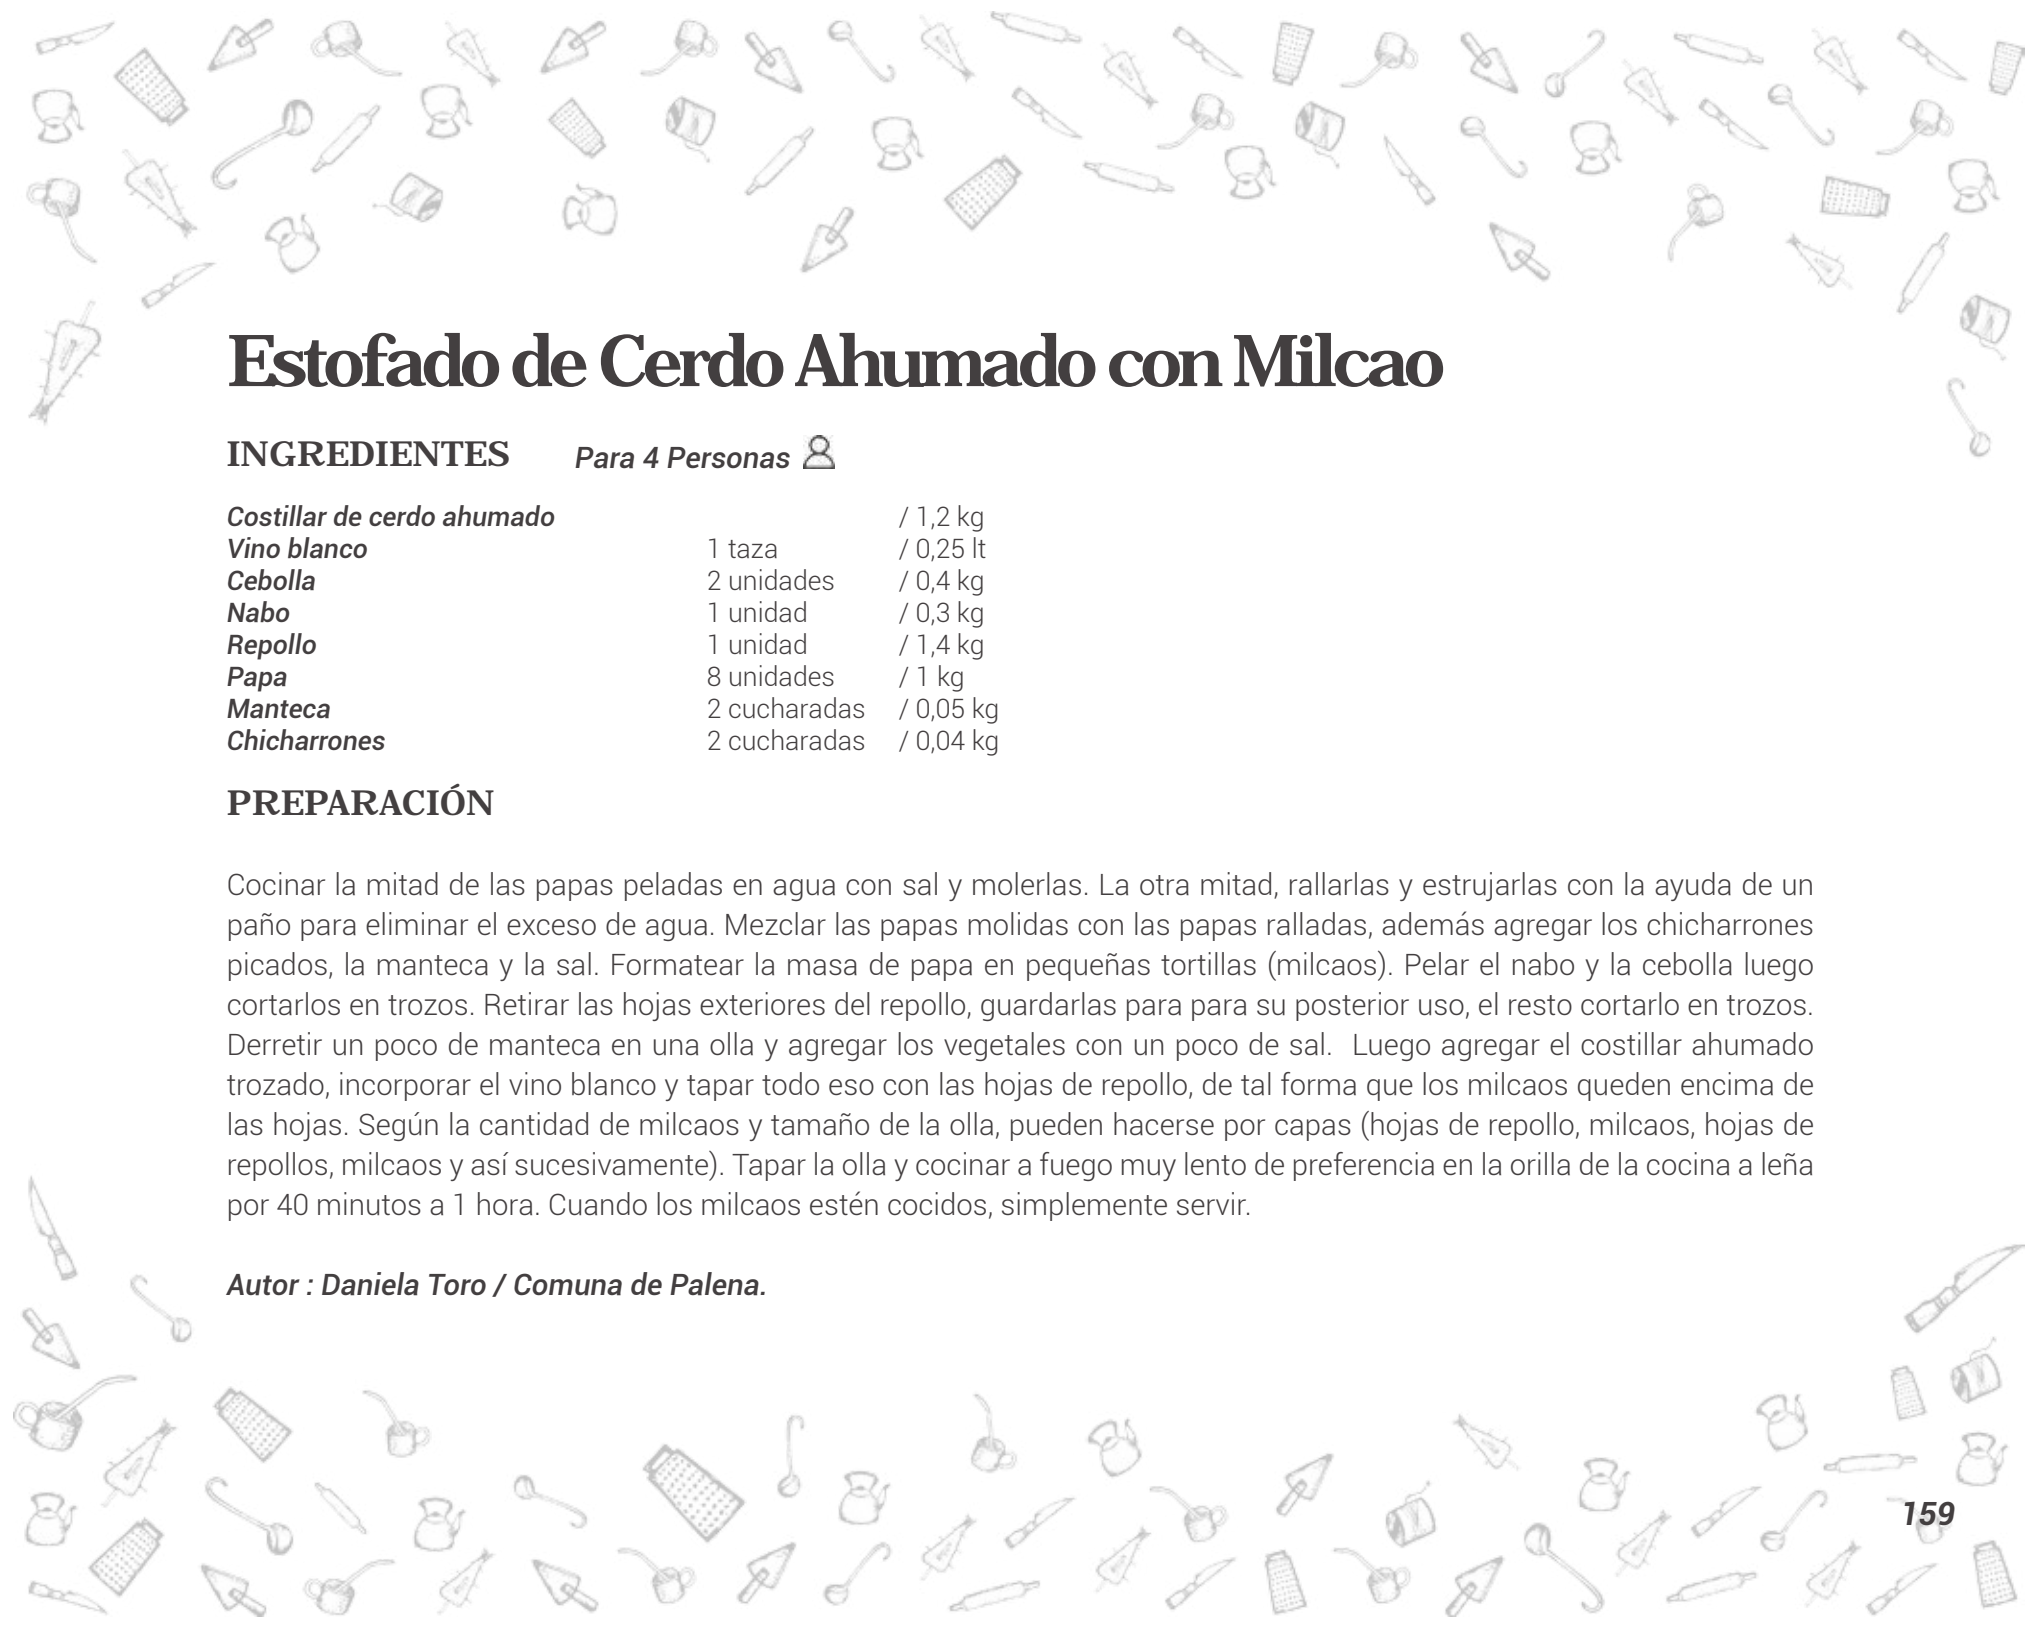 Estofado de Cerdo Ahumado con Milcao
INGREDIENTES Para 4 Personas
Costillar de cerdo ahumado / 1,2 kg
Vino blanco 1 taza / 0,25 lt
Cebolla 2 unidades / 0,4 kg
Nabo 1 unidad / 0,3 kg
Repollo 1 unidad / 1,4 kg
Papa 8 unidades / 1 kg
Manteca 2 cucharadas / 0,05 kg
Chicharrones 2 cucharadas / 0,04 kg
PREPARACIÓN
Cocinar la mitad de las papas peladas en agua con sal y molerlas. La otra mitad, rallarlas y estrujarlas con la ayuda de un
paño para eliminar el exceso de agua. Mezclar las papas molidas con las papas ralladas, además agregar los chicharrones
picados, la manteca y la sal. Formatear la masa de papa en pequeñas tortillas (milcaos). Pelar el nabo y la cebolla luego
cortarlos en trozos. Retirar las hojas exteriores del repollo, guardarlas para para su posterior uso, el resto cortarlo en trozos.
Derretir un poco de manteca en una olla y agregar los vegetales con un poco de sal.  Luego agregar el costillar ahumado
trozado, incorporar el vino blanco y tapar todo eso con las hojas de repollo, de tal forma que los milcaos queden encima de
las hojas. Según la cantidad de milcaos y tamaño de la olla, pueden hacerse por capas (hojas de repollo, milcaos, hojas de
repollos, milcaos y así sucesivamente). Tapar la olla y cocinar a fuego muy lento de preferencia en la orilla de la cocina a leña
por 40 minutos a 1 hora. Cuando los milcaos estén cocidos, simplemente servir.
Autor : Daniela Toro / Comuna de Palena.
159